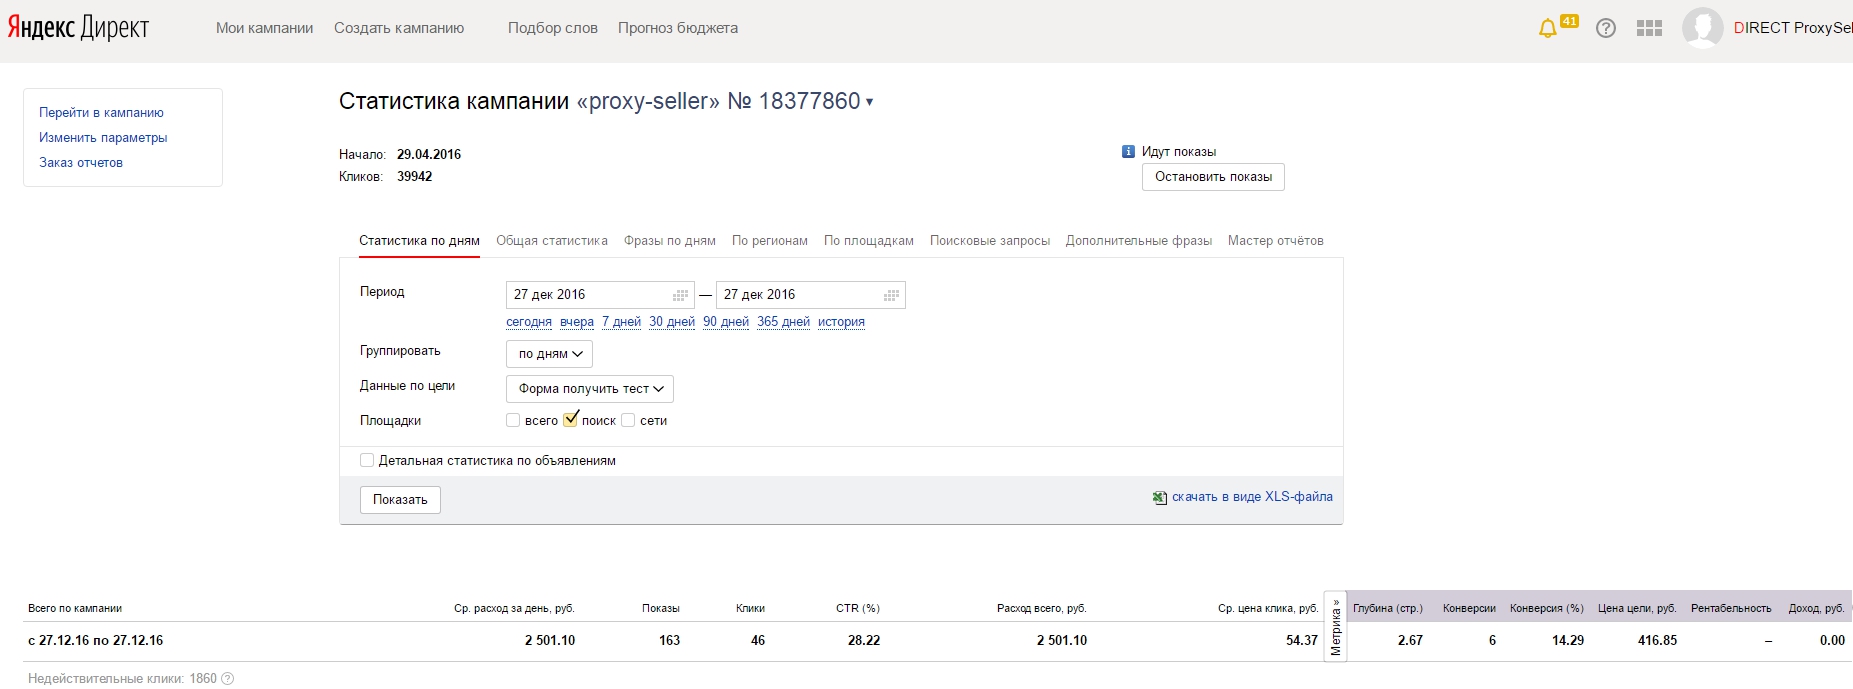 Яндекс Директ
Мои кампании Создать кампанию Подбор слов Прогноз бюджета 41 DIRECT ProxySel
Перейти в кампанию
Изменить параметры
Заказ отчетов
Статистика кампании «proxy-seller» № 18377860
Начало: 29.04.2016
Кликов: 39942
Идут показы
Остановить показы
Статистика по дням Общая статистика Фразы по дням По регионам По площадкам Поисковые запросы Дополнительные фразы Мастер отчётов
Период 27 дек 2016 — 27 дек 2016
сегодня вчера 7 дней 30 дней 90 дней 365 дней история
Группировать по дням
Данные по цели Форма получить тест
Площадки всего поиск сети
Детальная статистика по объявлениям
Показать скачать в виде XLS-файла
Всего по кампании Ср. расход за день, руб. Показы Клики CTR (%) Расход всего, руб. Ср. цена клика, руб. Метрика » Глубина (стр.) Конверсии Конверсия (%) Цена цели, руб. Рентабельность Доход, руб.
с 27.12.16 по 27.12.16 2 501.10 163 46 28.22 2 501.10 54.37 2.67 6 14.29 416.85 – 0.00
Недействительные клики: 1860 ?